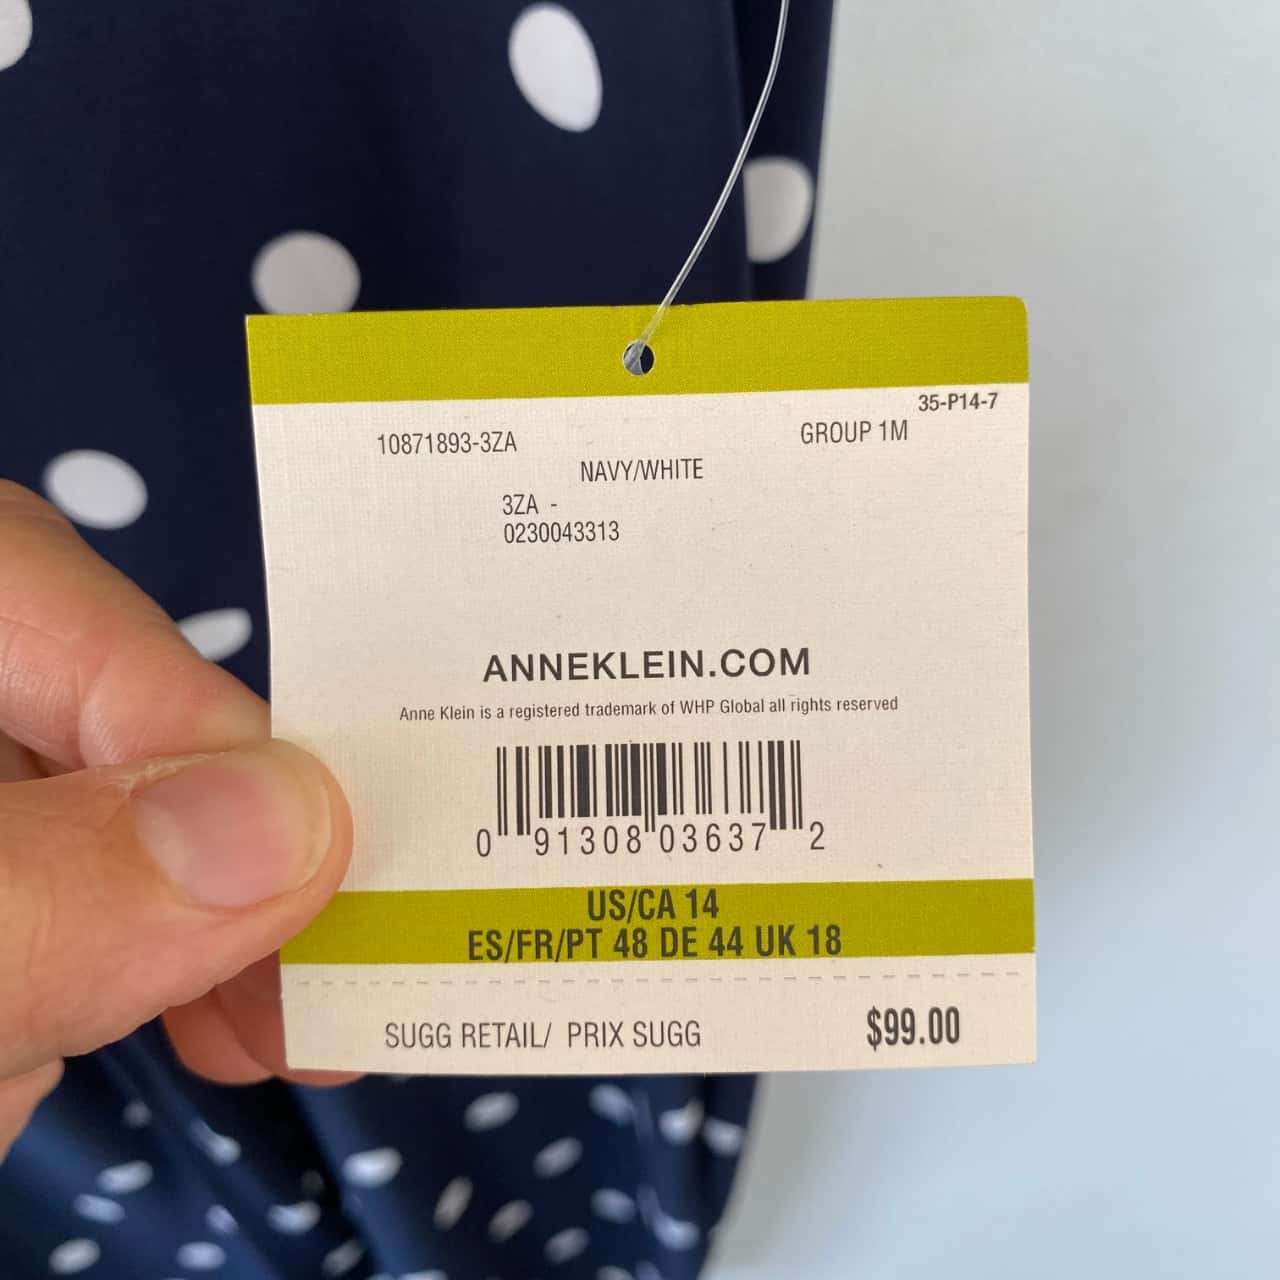 35-P14-7
10871893-3ZA GROUP 1M
NAVY/WHITE
3ZA -
0230043313
ANNEKLEIN.COM
Anne Klein is a registered trademark of WHP Global all rights reserved
0 91308 03637 2
US/CA 14
ES/FR/PT 48 DE 44 UK 18
SUGG RETAIL/ PRIX SUGG $99.00